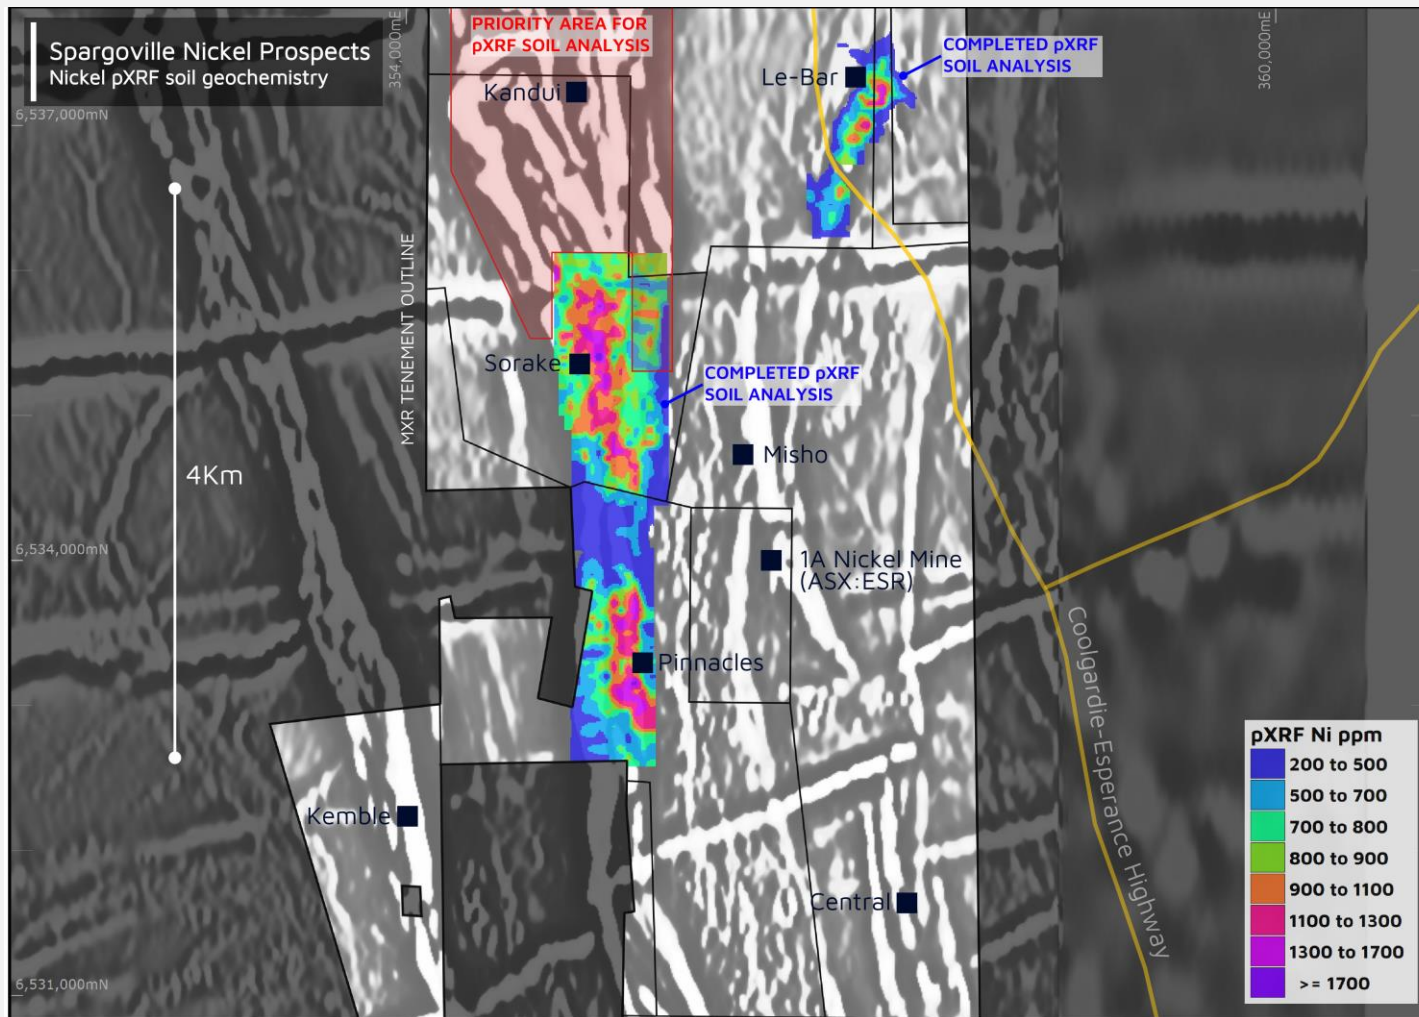 Spargoville Nickel Prospects
Nickel pXRF soil geochemistry
354,000mE
360,000mE
PRIORITY AREA FOR
pXRF SOIL ANALYSIS
COMPLETED pXRF
SOIL ANALYSIS
Le-Bar
Kandui
6,537,000mN
MXR TENEMENT OUTLINE
Sorake
COMPLETED pXRF
SOIL ANALYSIS
Misho
4Km
6,534,000mN
1A Nickel Mine
(ASX:ESR)
Pinnacles
Coolgardie-Esperance Highway
Kemble
Central
6,531,000mN
pXRF Ni ppm
200 to 500
500 to 700
700 to 800
800 to 900
900 to 1100
1100 to 1300
1300 to 1700
>= 1700